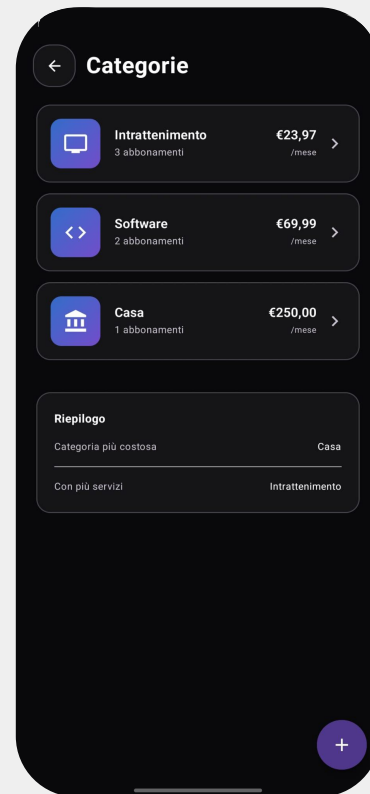 Categorie
Intrattenimento €23,97
3 abbonamenti /mese
Software €69,99
2 abbonamenti /mese
Casa €250,00
1 abbonamenti /mese
Riepilogo
Categoria più costosa Casa
Con più servizi Intrattenimento